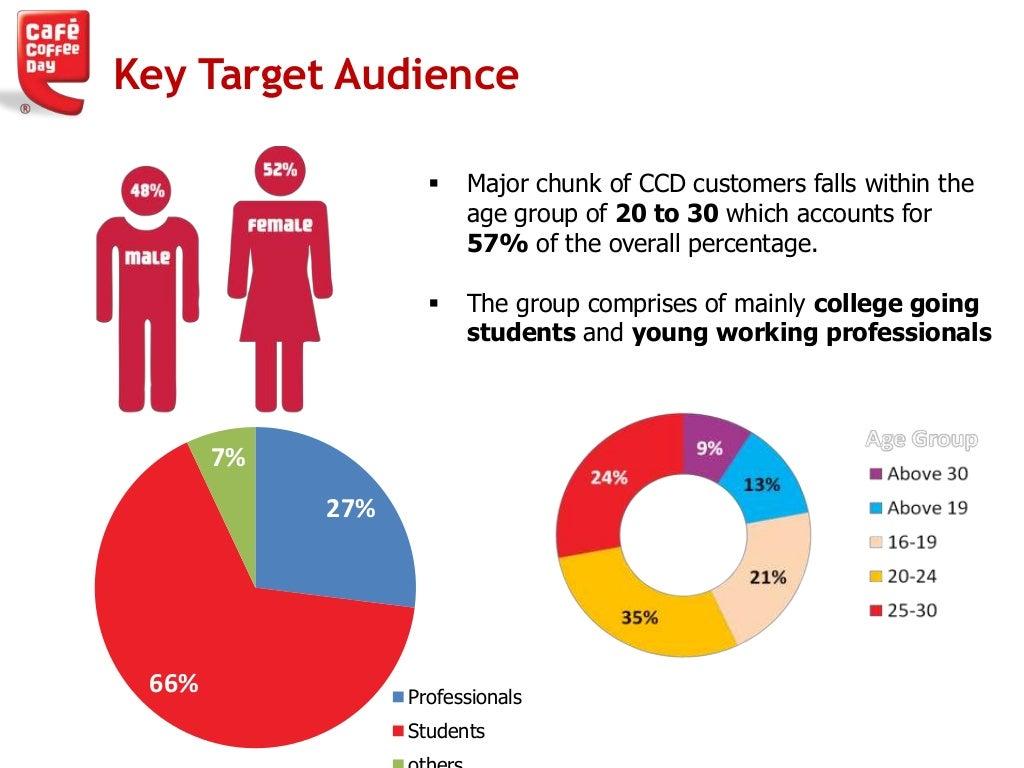 Café
Coffee
Day
®
Key Target Audience
48%
male
52%
female
▪ Major chunk of CCD customers falls within the
age group of 20 to 30 which accounts for
57% of the overall percentage.
▪ The group comprises of mainly college going
students and young working professionals
7%
27%
66%
Professionals
Students
others
9%
13%
21%
35%
24%
Age Group
Above 30
Above 19
16-19
20-24
25-30